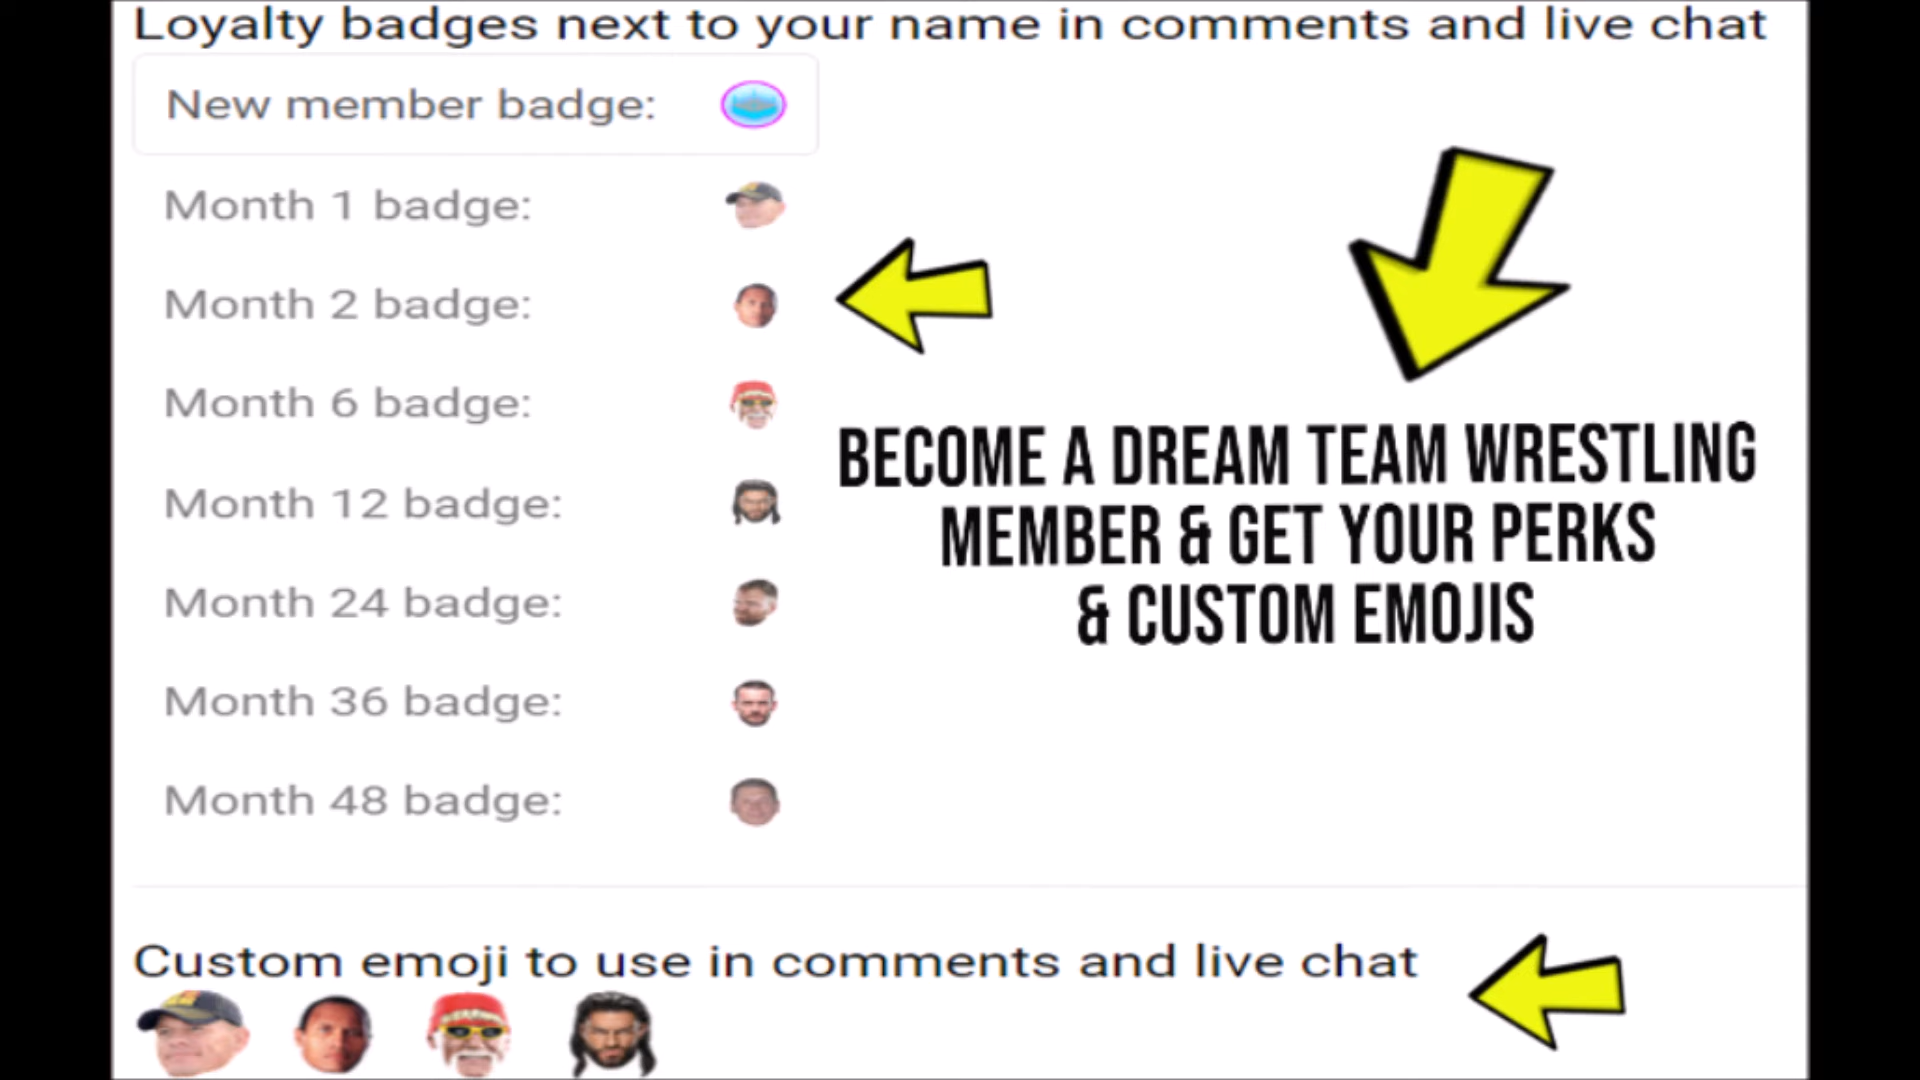 Loyalty badges next to your name in comments and live chat
New member badge:
Month 1 badge:
Month 2 badge:
Month 6 badge:
Month 12 badge:
Month 24 badge:
Month 36 badge:
Month 48 badge:
BECOME A DREAM TEAM WRESTLING
MEMBER & GET YOUR PERKS
& CUSTOM EMOJIS
Custom emoji to use in comments and live chat